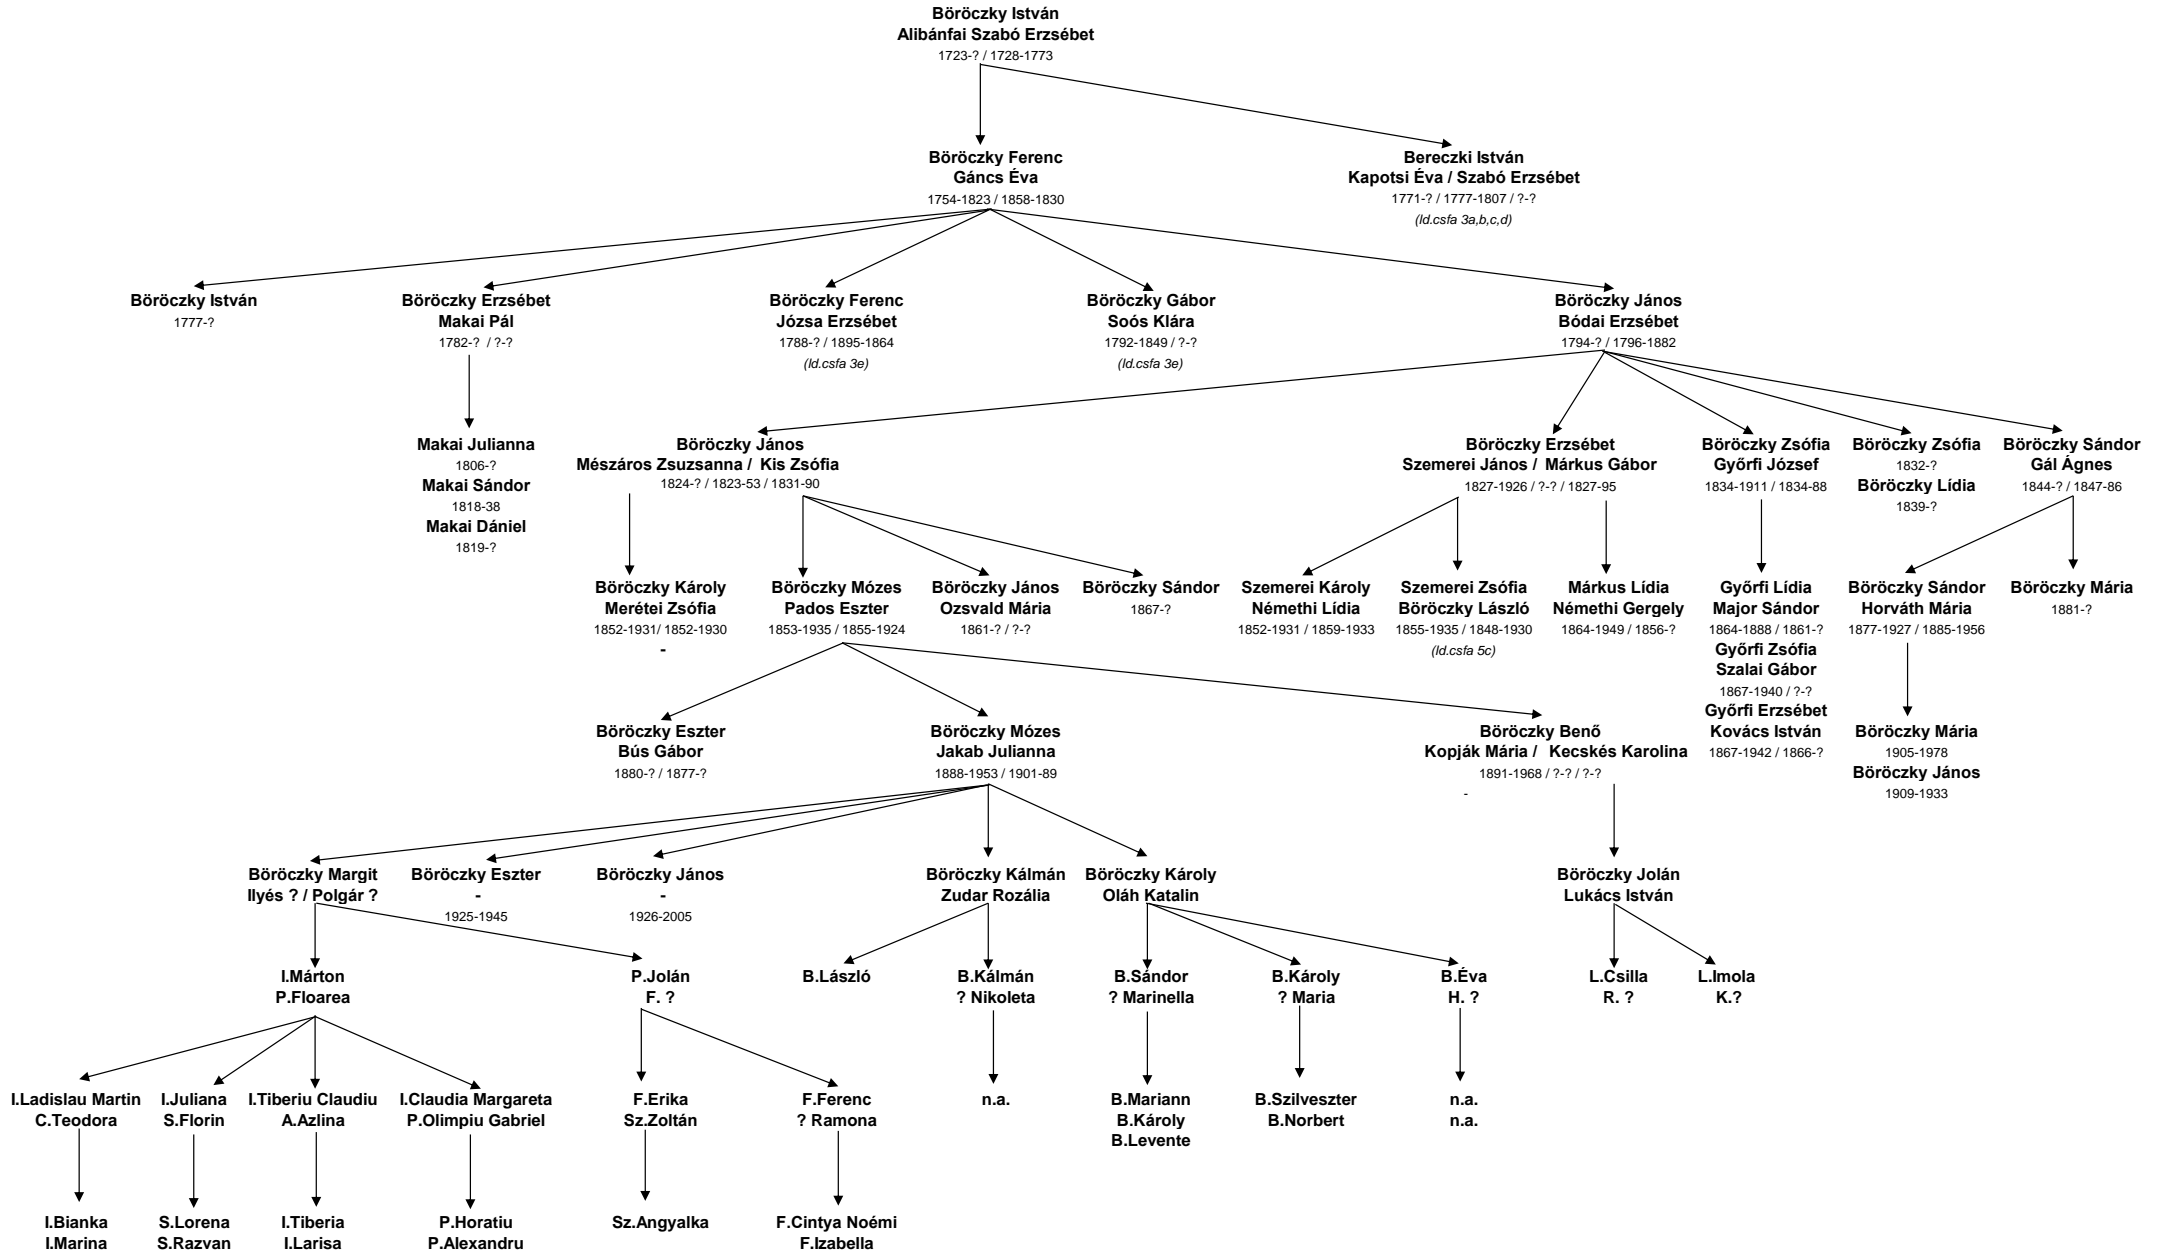 Böröczky István
Alibánfai Szabó Erzsébet
1723-? / 1728-1773
Böröczky Ferenc
Gáncs Éva
1754-1823 / 1858-1830
Bereczki István
Kapotsi Éva / Szabó Erzsébet
1771-? / 1777-1807 / ?-?
(ld.csfa 3a,b,c,d)
Böröczky István
1777-?
Böröczky Erzsébet
Makai Pál
1782-? / ?-?
Böröczky Ferenc
Józsa Erzsébet
1788-? / 1895-1864
(ld.csfa 3e)
Böröczky Gábor
Soós Klára
1792-1849 / ?-?
(ld.csfa 3e)
Böröczky János
Bódai Erzsébet
1794-? / 1796-1882
Makai Julianna
1806-?
Makai Sándor
1818-38
Makai Dániel
1819-?
Böröczky János
Mészáros Zsuzsanna / Kis Zsófia
1824-? / 1823-53 / 1831-90
Böröczky Erzsébet
Szemerei János / Márkus Gábor
1827-1926 / ?-? / 1827-95
Böröczky Zsófia
Győrfi József
1834-1911 / 1834-88
Böröczky Zsófia
1832-?
Böröczky Lídia
1839-?
Böröczky Sándor
Gál Ágnes
1844-? / 1847-86
Böröczky Károly
Merétei Zsófia
1852-1931/ 1852-1930
-
Böröczky Mózes
Pados Eszter
1853-1935 / 1855-1924
Böröczky János
Ozsvald Mária
1861-? / ?-?
Böröczky Sándor
1867-?
Szemerei Károly
Némethi Lídia
1852-1931 / 1859-1933
Szemerei Zsófia
Böröczky László
1855-1935 / 1848-1930
(ld.csfa 5c)
Márkus Lídia
Némethi Gergely
1864-1949 / 1856-?
Győrfi Lídia
Major Sándor
1864-1888 / 1861-?
Győrfi Zsófia
Szalai Gábor
1867-1940 / ?-?
Győrfi Erzsébet
Kovács István
1867-1942 / 1866-?
Böröczky Sándor
Horváth Mária
1877-1927 / 1885-1956
Böröczky Mária
1881-?
Böröczky Eszter
Bús Gábor
1880-? / 1877-?
Böröczky Mózes
Jakab Julianna
1888-1953 / 1901-89
Böröczky Benő
Kopják Mária / Kecskés Karolina
1891-1968 / ?-? / ?-?
-
Böröczky Mária
1905-1978
Böröczky János
1909-1933
Böröczky Margit
Ilyés ? / Polgár ?
Böröczky Eszter
-
1925-1945
Böröczky János
-
1926-2005
Böröczky Kálmán
Zudar Rozália
Böröczky Károly
Oláh Katalin
Böröczky Jolán
Lukács István
I.Márton
P.Floarea
P.Jolán
F. ?
B.László
B.Kálmán
? Nikoleta
B.Sándor
? Marinella
B.Károly
? Maria
B.Éva
H. ?
L.Csilla
R. ?
L.Imola
K.?
I.Ladislau Martin
C.Teodora
I.Juliana
S.Florin
I.Tiberiu Claudiu
A.Azlina
I.Claudia Margareta
P.Olimpiu Gabriel
F.Erika
Sz.Zoltán
F.Ferenc
? Ramona
n.a.
B.Mariann
B.Károly
B.Levente
B.Szilveszter
B.Norbert
n.a.
n.a.
I.Bianka
I.Marina
S.Lorena
S.Razvan
I.Tiberia
I.Larisa
P.Horatiu
P.Alexandru
Sz.Angyalka
F.Cintya Noémi
F.Izabella